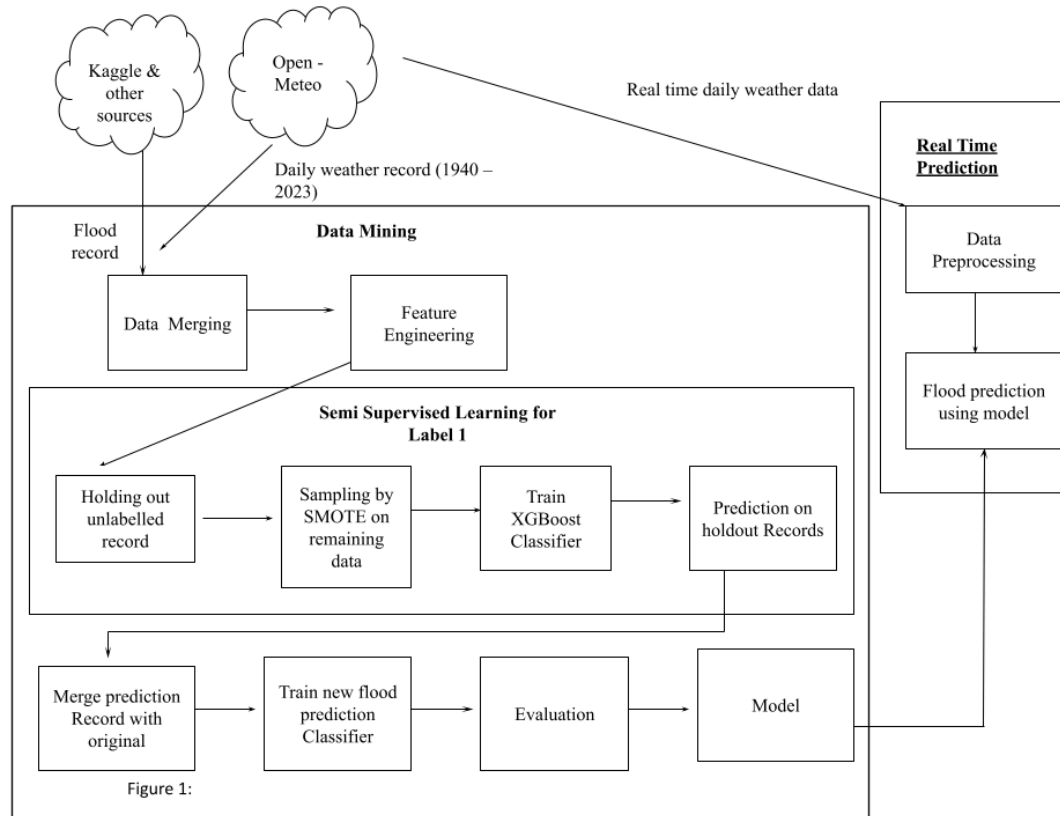 Kaggle &
other
sources
Open -
Meteo
Real time daily weather data
Daily weather record (1940 –
2023)
Flood
record
Real Time
Prediction
Data
Preprocessing
Flood prediction
using model
Data Mining
Data Merging
Feature
Engineering
Semi Supervised Learning for
Label 1
Holding out
unlabelled
record
Sampling by
SMOTE on
remaining
data
Train
XGBoost
Classifier
Prediction on
holdout Records
Merge prediction
Record with
original
Train new flood
prediction
Classifier
Evaluation
Model
Figure 1: